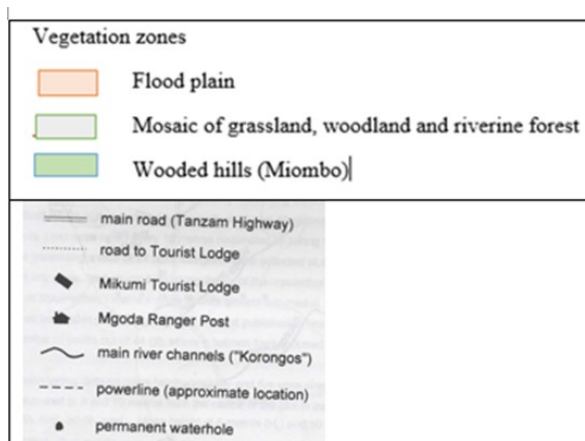 Vegetation zones
Flood plain
Mosaic of grassland, woodland and riverine forest
Wooded hills (Miombo)
main road (Tanzam Highway)
road to Tourist Lodge
Mikumi Tourist Lodge
Mgoda Ranger Post
main river channels ("Korongos")
powerline (approximate location)
permanent waterhole